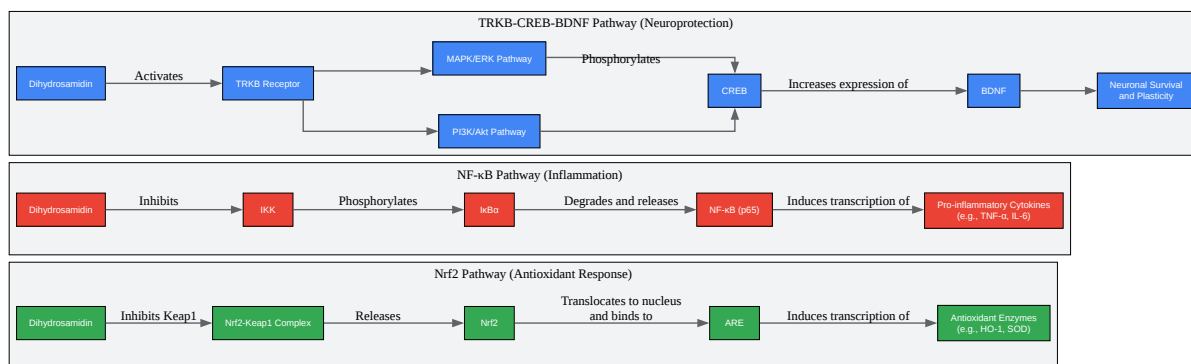 TRKB-CREB-BDNF Pathway (Neuroprotection)
Dihydrosamidin
Activates
TRKB Receptor
MAPK/ERK Pathway
Phosphorylates
PI3K/Akt Pathway
CREB
Increases expression of
BDNF
Neuronal Survival
and Plasticity
NF-κB Pathway (Inflammation)
Dihydrosamidin
Inhibits
IKK
Phosphorylates
IκBα
Degrades and releases
NF-κB (p65)
Induces transcription of
Pro-inflammatory Cytokines
(e.g., TNF-α, IL-6)
Nrf2 Pathway (Antioxidant Response)
Dihydrosamidin
Inhibits Keap1
Nrf2-Keap1 Complex
Releases
Nrf2
Translocates to nucleus
and binds to
ARE
Induces transcription of
Antioxidant Enzymes
(e.g., HO-1, SOD)